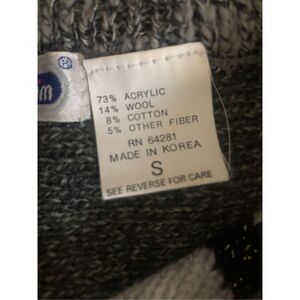 73% ACRYLIC
14% WOOL
8% COTTON
5% OTHER FIBER
RN 64281
MADE IN KOREA
S
SEE REVERSE FOR CARE